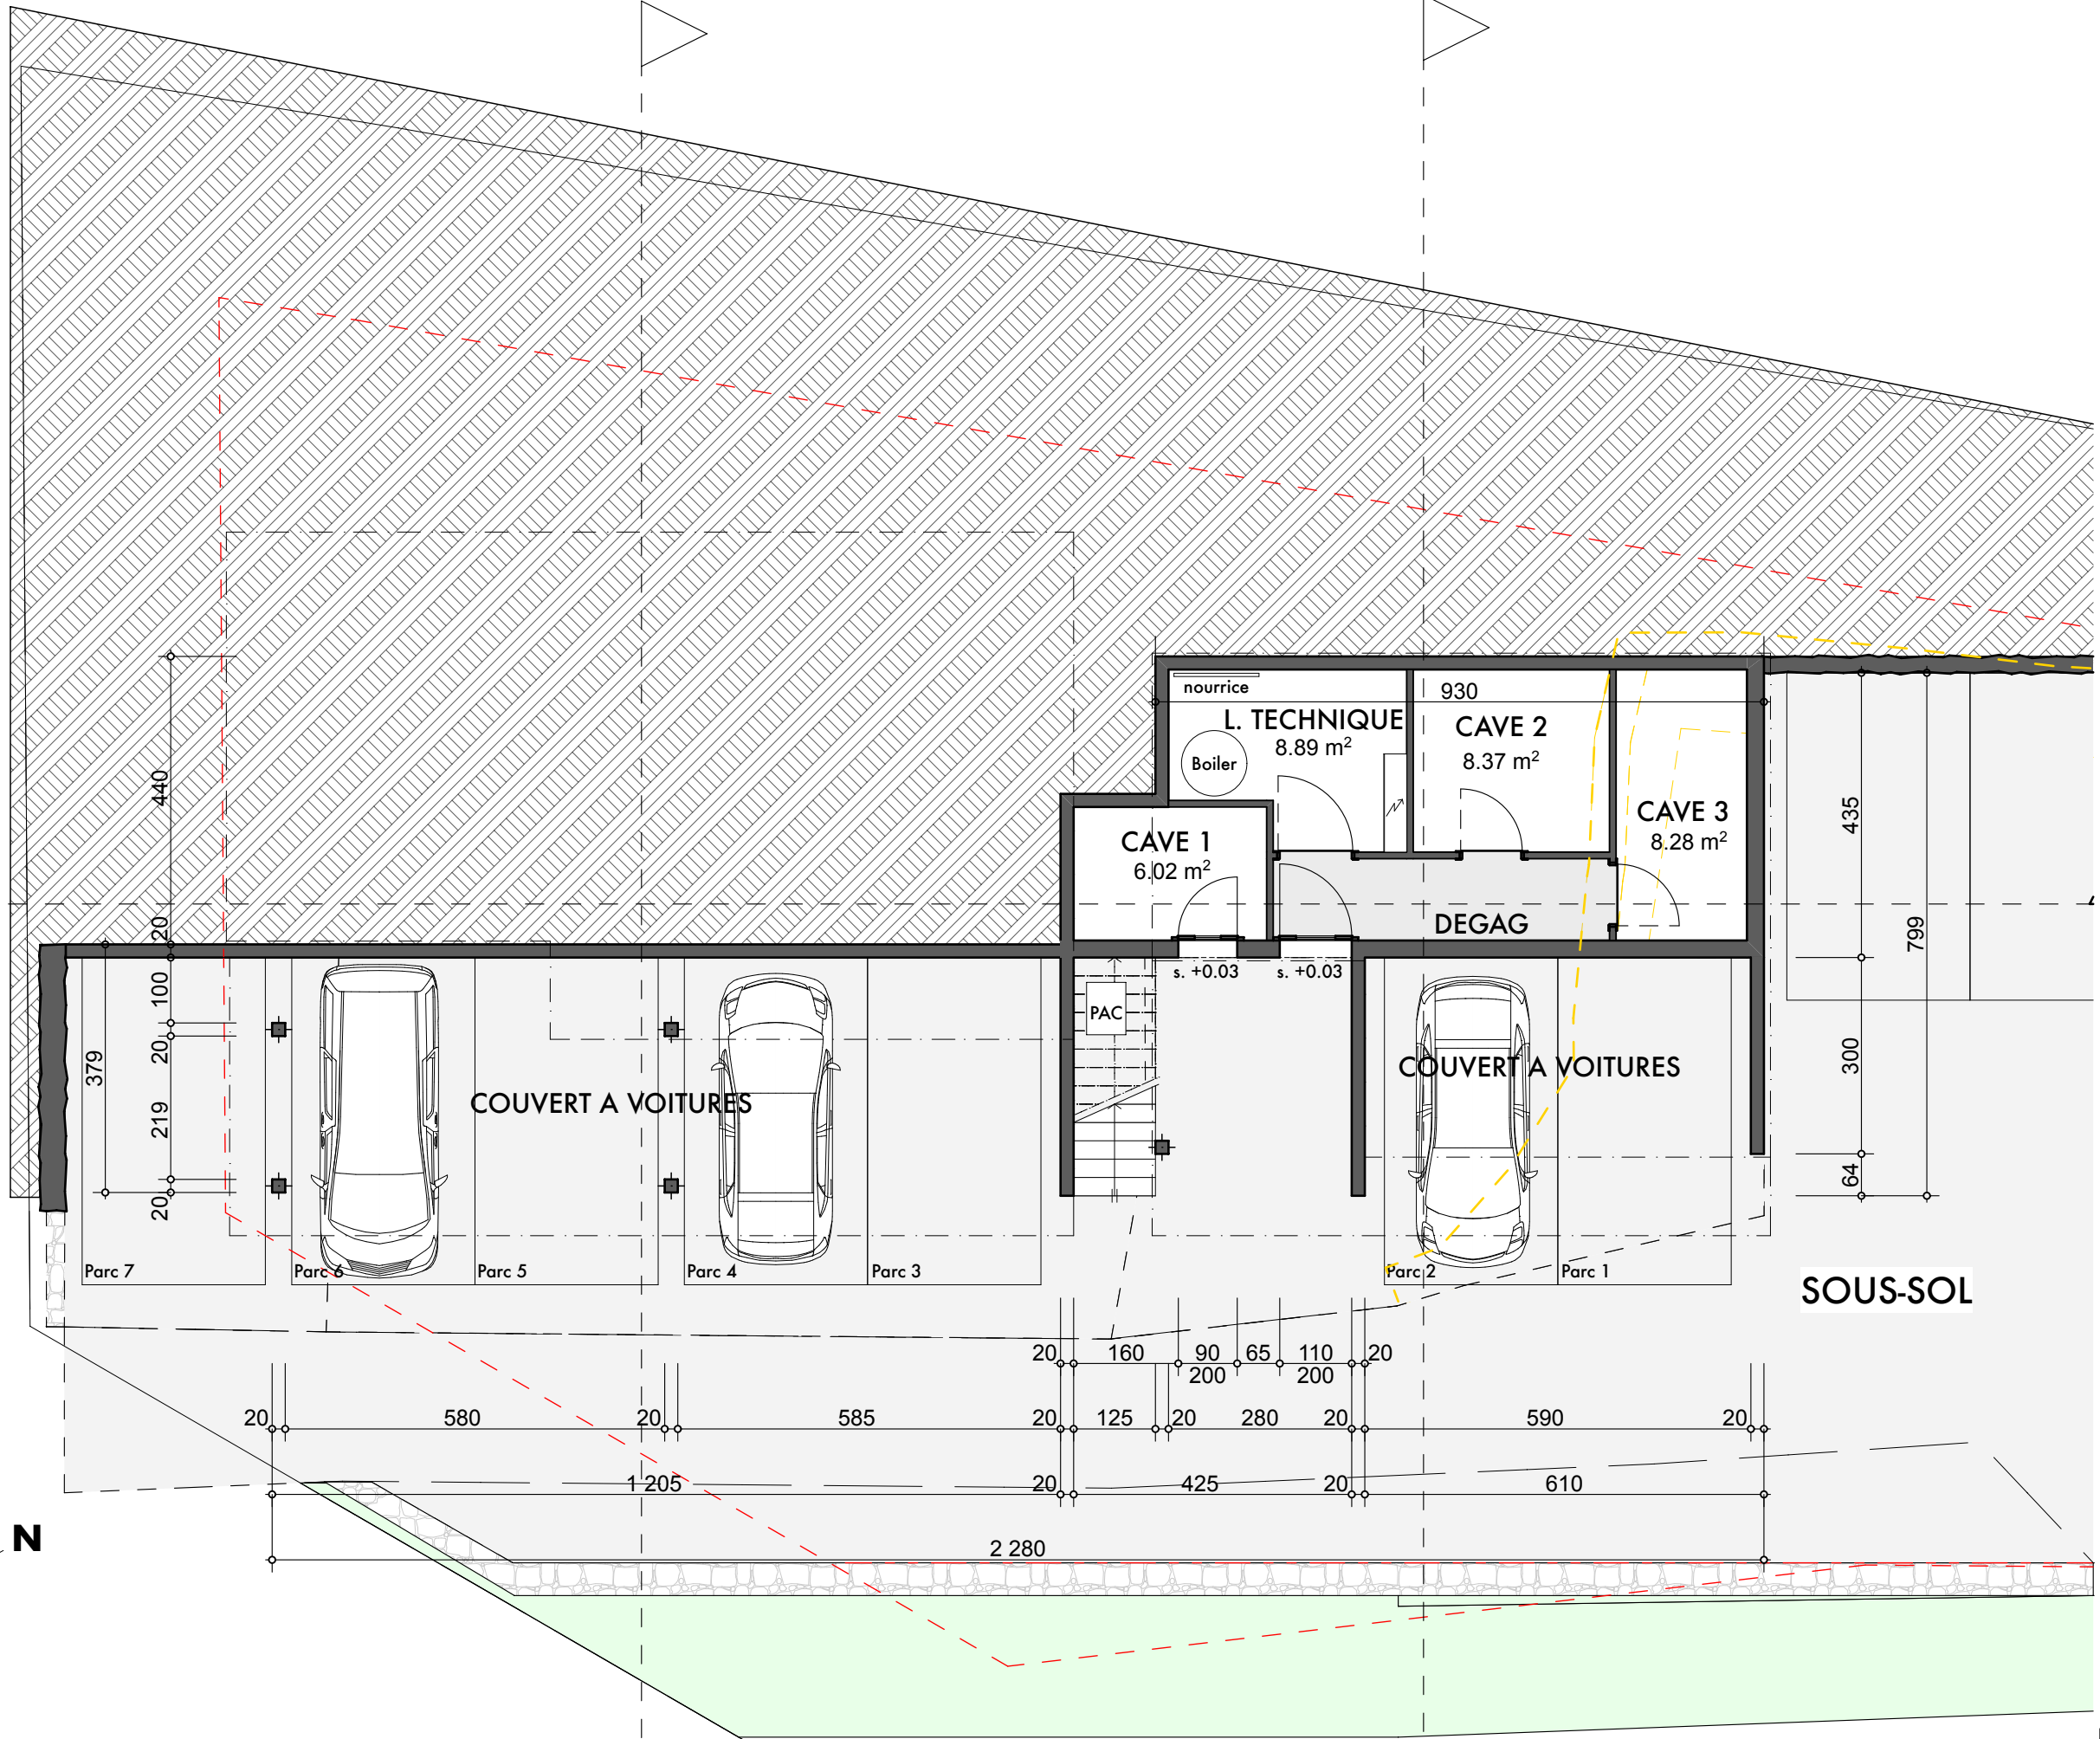 nourrice
930
L. TECHNIQUE
8.89 m²
CAVE 2
8.37 m²
Boiler
CAVE 3
8.28 m²
CAVE 1
6.02 m²
DEGAG
440
20
100
20
219
20
379
435
799
300
64
s. +0.03
s. +0.03
PAC
COUVERT A VOITURES
COUVERT A VOITURES
Parc 7
Parc 6
Parc 5
Parc 4
Parc 3
Parc 2
Parc 1
SOUS-SOL
20 160 90 65 110 20
200 200
20 580 20 585 20 125 20 280 20 590 20
1 205 20 425 20 610
2 280
N